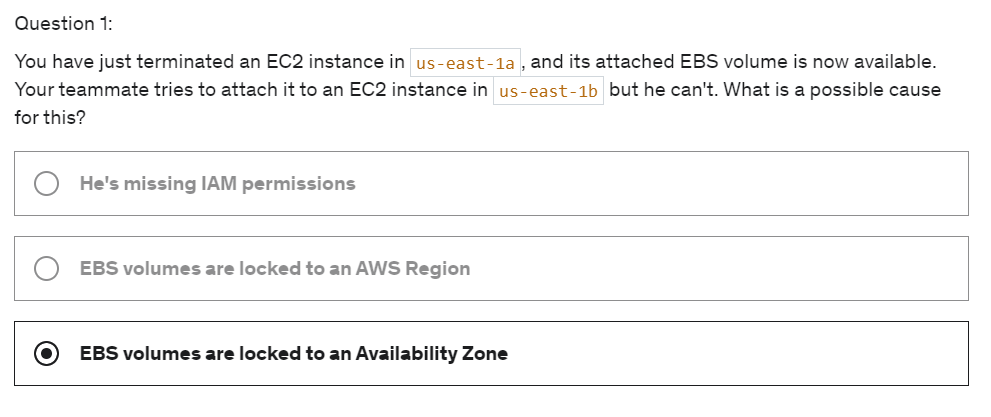 Question 1:
You have just terminated an EC2 instance in us-east-1a, and its attached EBS volume is now available.
Your teammate tries to attach it to an EC2 instance in us-east-1b but he can't. What is a possible cause
for this?
He's missing IAM permissions
EBS volumes are locked to an AWS Region
EBS volumes are locked to an Availability Zone